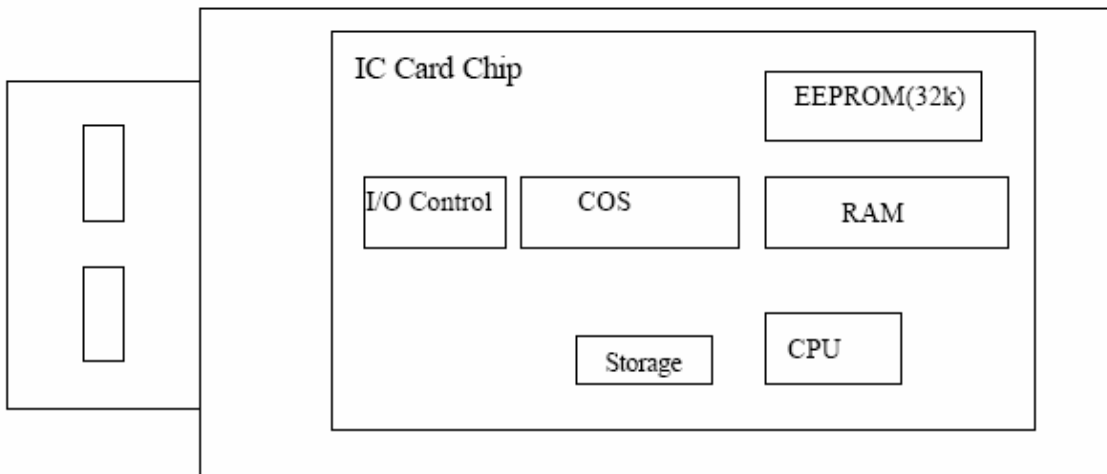 IC Card Chip
EEPROM(32k)
I/O Control
COS
RAM
Storage
CPU